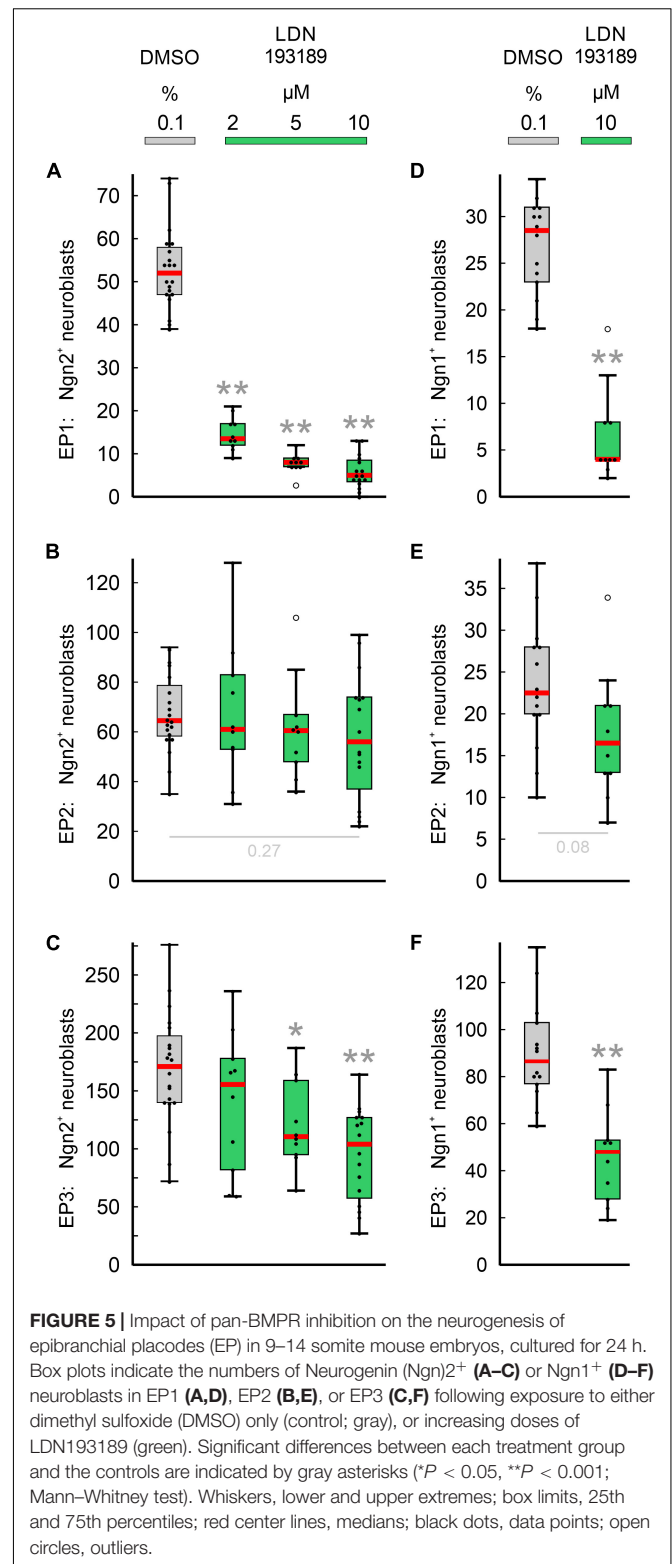 DMSO
LDN
193189
DMSO
LDN
193189
%
µM
%
µM
0.1
2
5
10
0.1
10
A
EP1: Ngn2+ neuroblasts
70
60
50
40
30
20
10
0
**
**
**
D
EP1: Ngn1+ neuroblasts
30
25
20
15
10
5
0
**
B
EP2: Ngn2+ neuroblasts
120
100
80
60
40
20
0
0.27
E
EP2: Ngn1+ neuroblasts
35
30
25
20
15
10
5
0
0.08
C
EP3: Ngn2+ neuroblasts
250
200
150
100
50
0
*
**
F
EP3: Ngn1+ neuroblasts
120
100
80
60
40
20
0
**
FIGURE 5 | Impact of pan-BMPR inhibition on the neurogenesis of
epibranchial placodes (EP) in 9–14 somite mouse embryos, cultured for 24 h.
Box plots indicate the numbers of Neurogenin (Ngn)2+ (A–C) or Ngn1+ (D–F)
neuroblasts in EP1 (A,D), EP2 (B,E), or EP3 (C,F) following exposure to either
dimethyl sulfoxide (DMSO) only (control; gray), or increasing doses of
LDN193189 (green). Significant differences between each treatment group
and the controls are indicated by gray asterisks (*P < 0.05, **P < 0.001;
Mann–Whitney test). Whiskers, lower and upper extremes; box limits, 25th
and 75th percentiles; red center lines, medians; black dots, data points; open
circles, outliers.